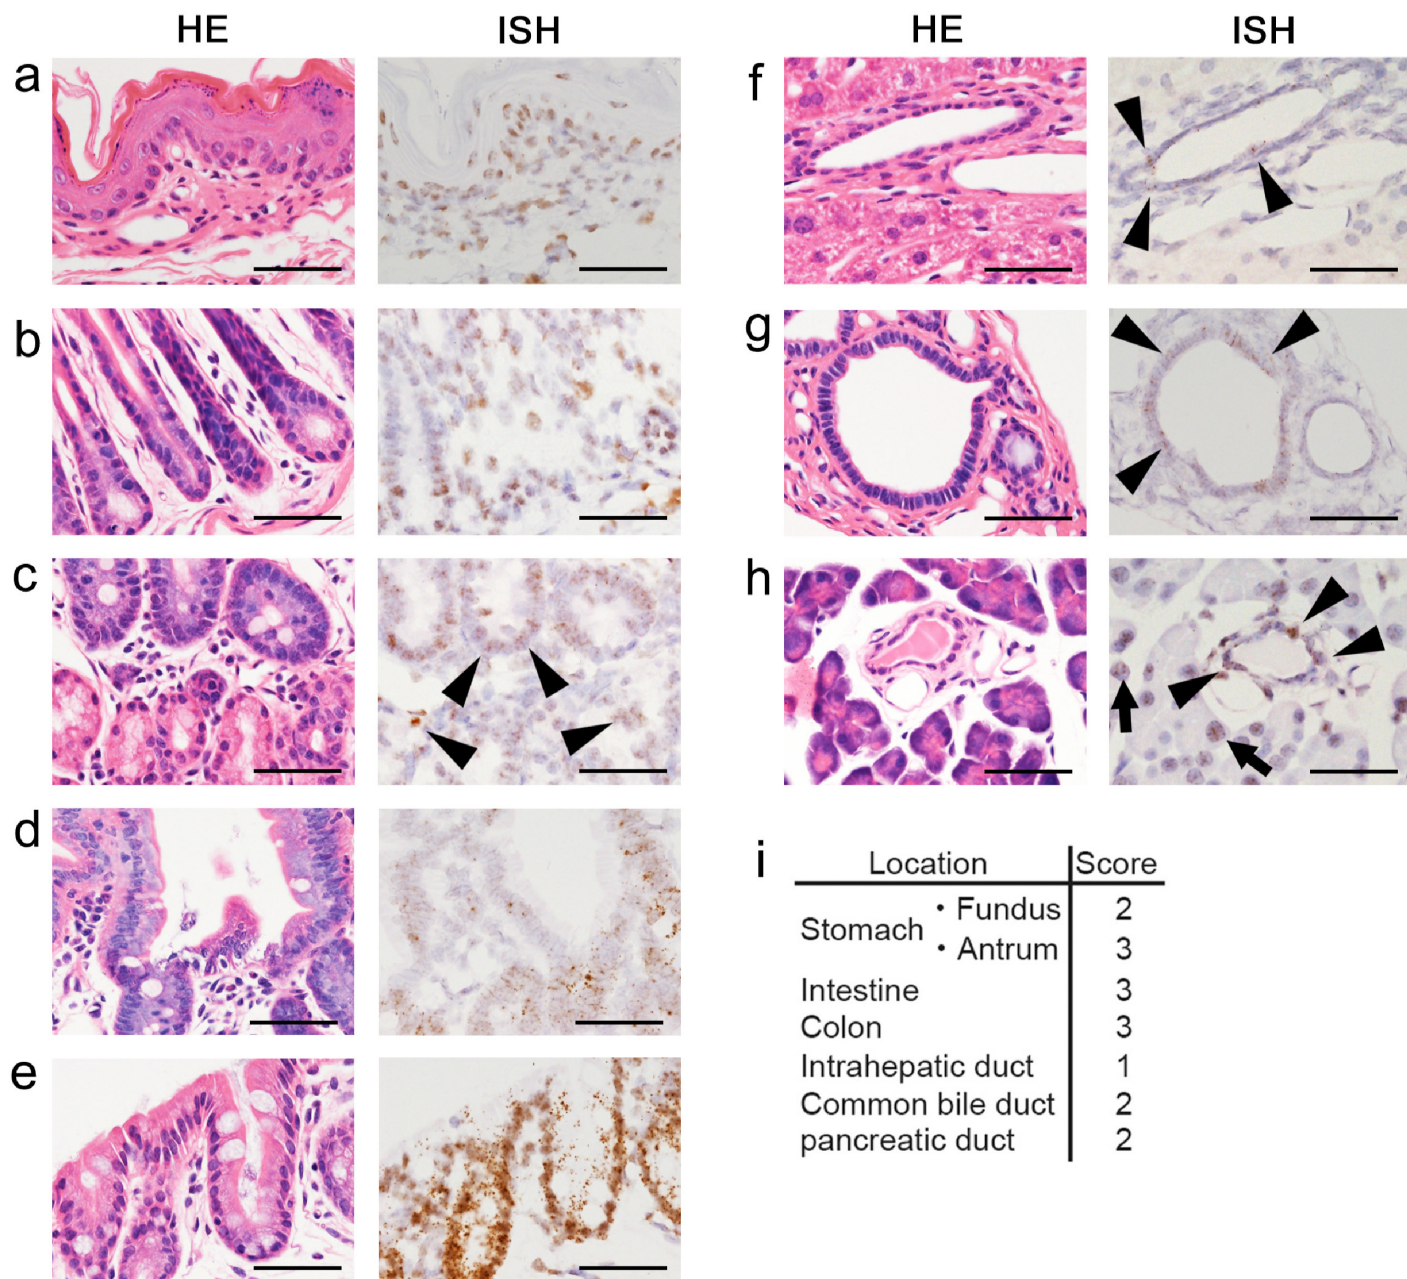 HE ISH HE ISH
a
b
c
d
e
f
g
h
i
Location Score
Stomach • Fundus 2
• Antrum 3
Intestine 3
Colon 3
Intrahepatic duct 1
Common bile duct 2
pancreatic duct 2